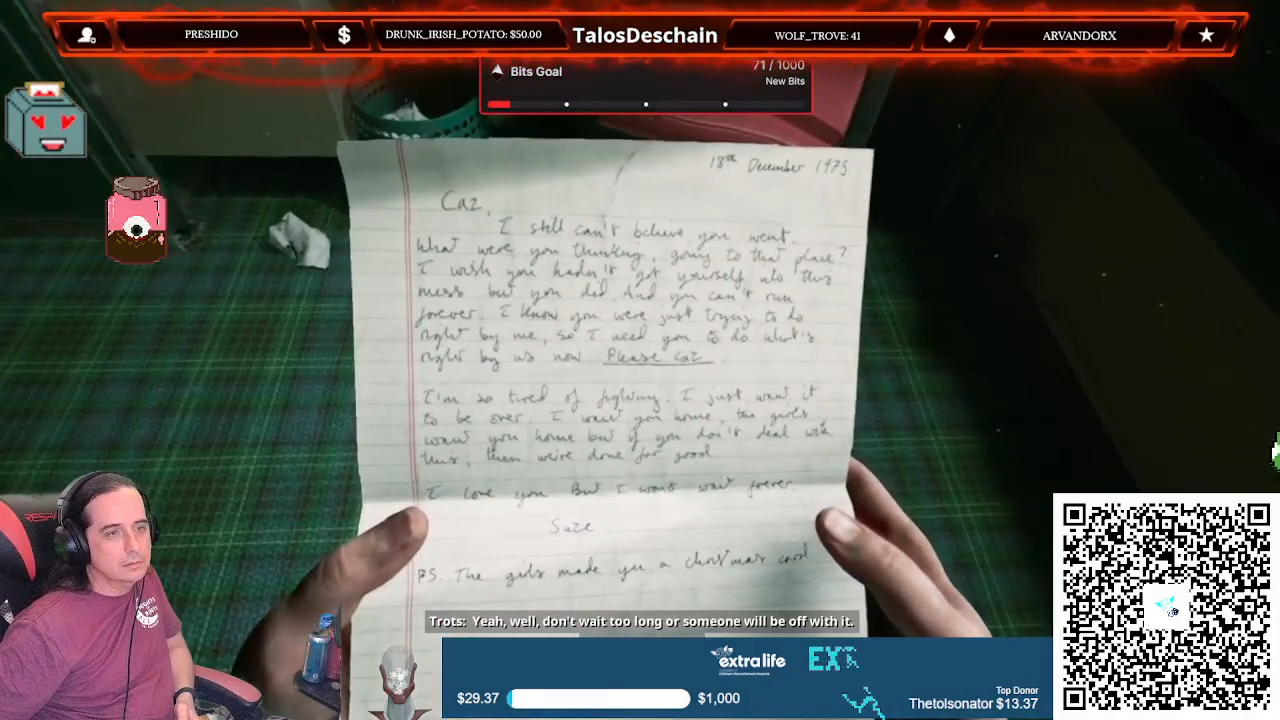 PRESHIDO
$
DRUNK_IRISH_POTATO: $50.00
TalosDeschain
WOLF_TROVE: 41
ARVANDORX
Bits Goal
71 / 1000
New Bits
18th December 1975
Caz,
I still can't believe you went.
What were you thinking, going to that place?
I wish you hadn't got yourself into this
mess but you did. And you can't run
forever. I know you were just trying to do
right by me, so I need you to do what's
right by us now Please Caz
I'm so tired of fighting. I just want it
to be over. I want you home, the girls
want you home but if you don't deal with
this, then we're done for good
I love you But I won't wait forever.
Suze
PS. The girls made you a christmas card
Trots: Yeah, well, don't wait too long or someone will be off with it.
extralife
EXT
$29.37
$1,000
Top Donor
Thetolsonator $13.37